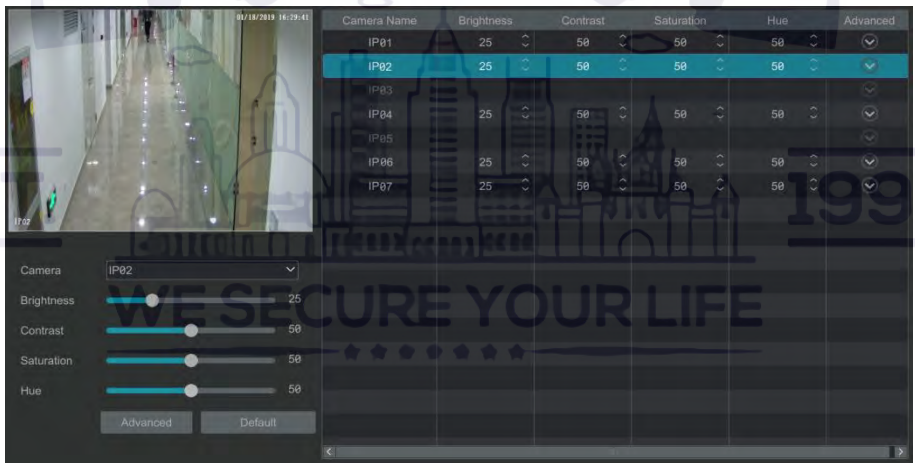 01/18/2019 16:29:41
IP02
Camera Name Brightness Contrast Saturation Hue Advanced
IP01 25 50 50 50
IP02 25 50 50 50
IP03
IP04 25 50 50 50
IP05
IP06 25 50 50 50
IP07 25 50 50 50
199
Camera IP02
Brightness 25
WE SECURE YOUR LIFE
Contrast 50
Saturation 50
Hue 50
Advanced Default